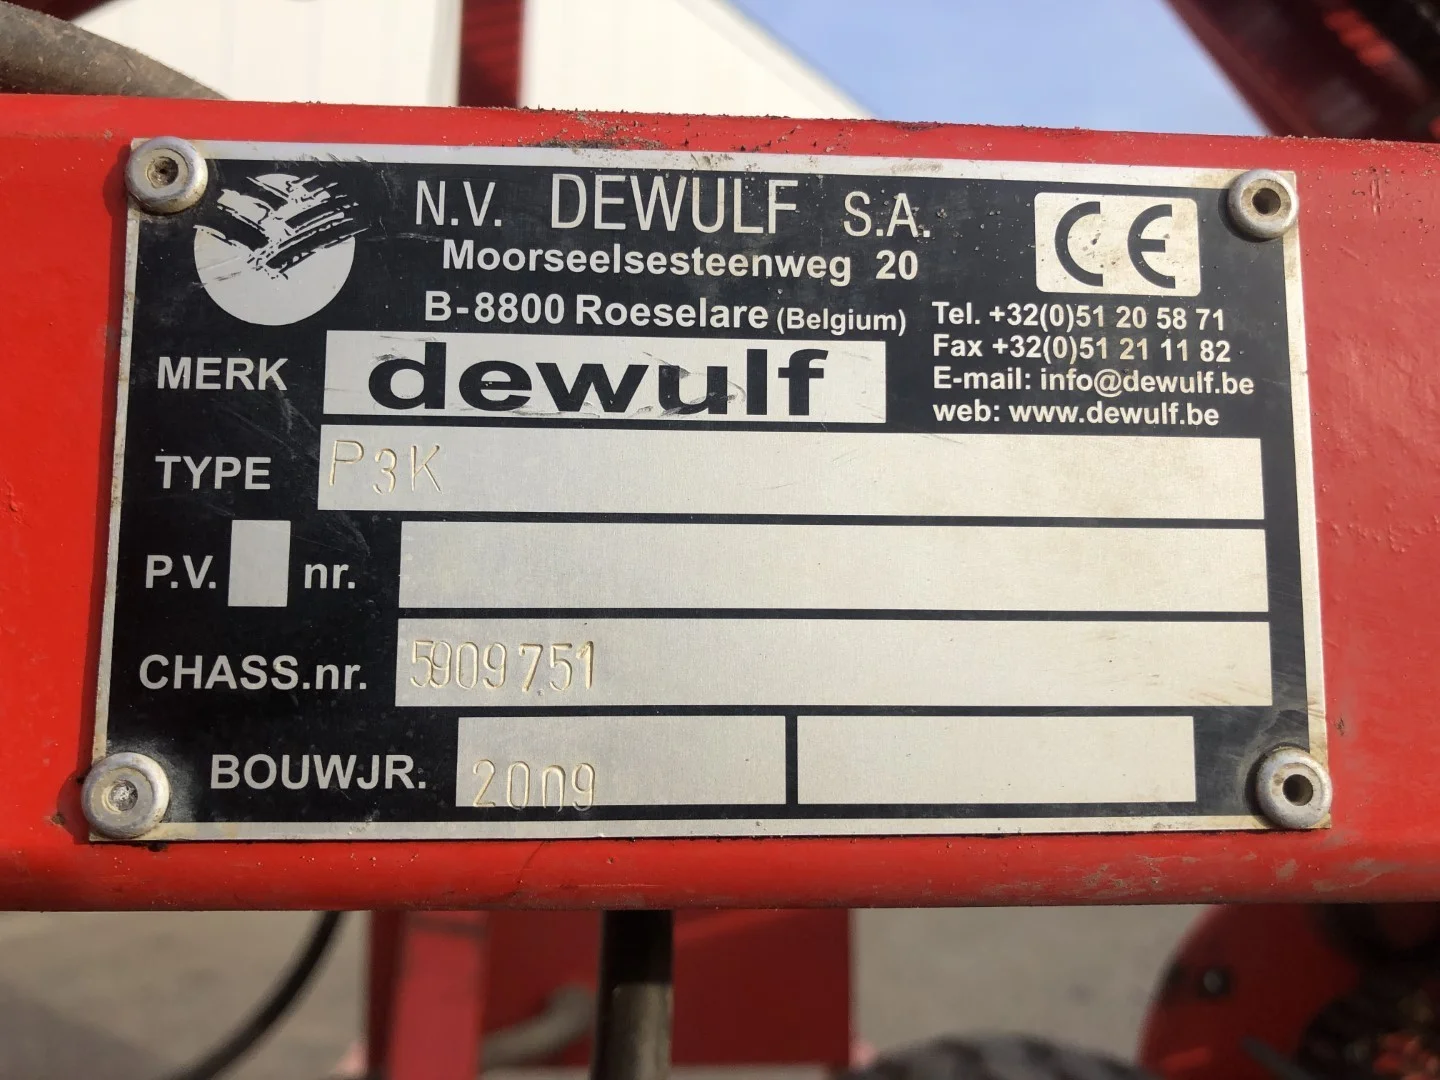 N.V. DEWULF S.A.
Moorseelsesteenweg 20
B-8800 Roeselare (Belgium)
CE
Tel. +32(0)51 20 58 71
Fax +32(0)51 21 11 82
E-mail: info@dewulf.be
web: www.dewulf.be
MERK dewulf
TYPE P3K
P.V. nr.
CHASS.nr. 5909751
BOUWJR. 2009